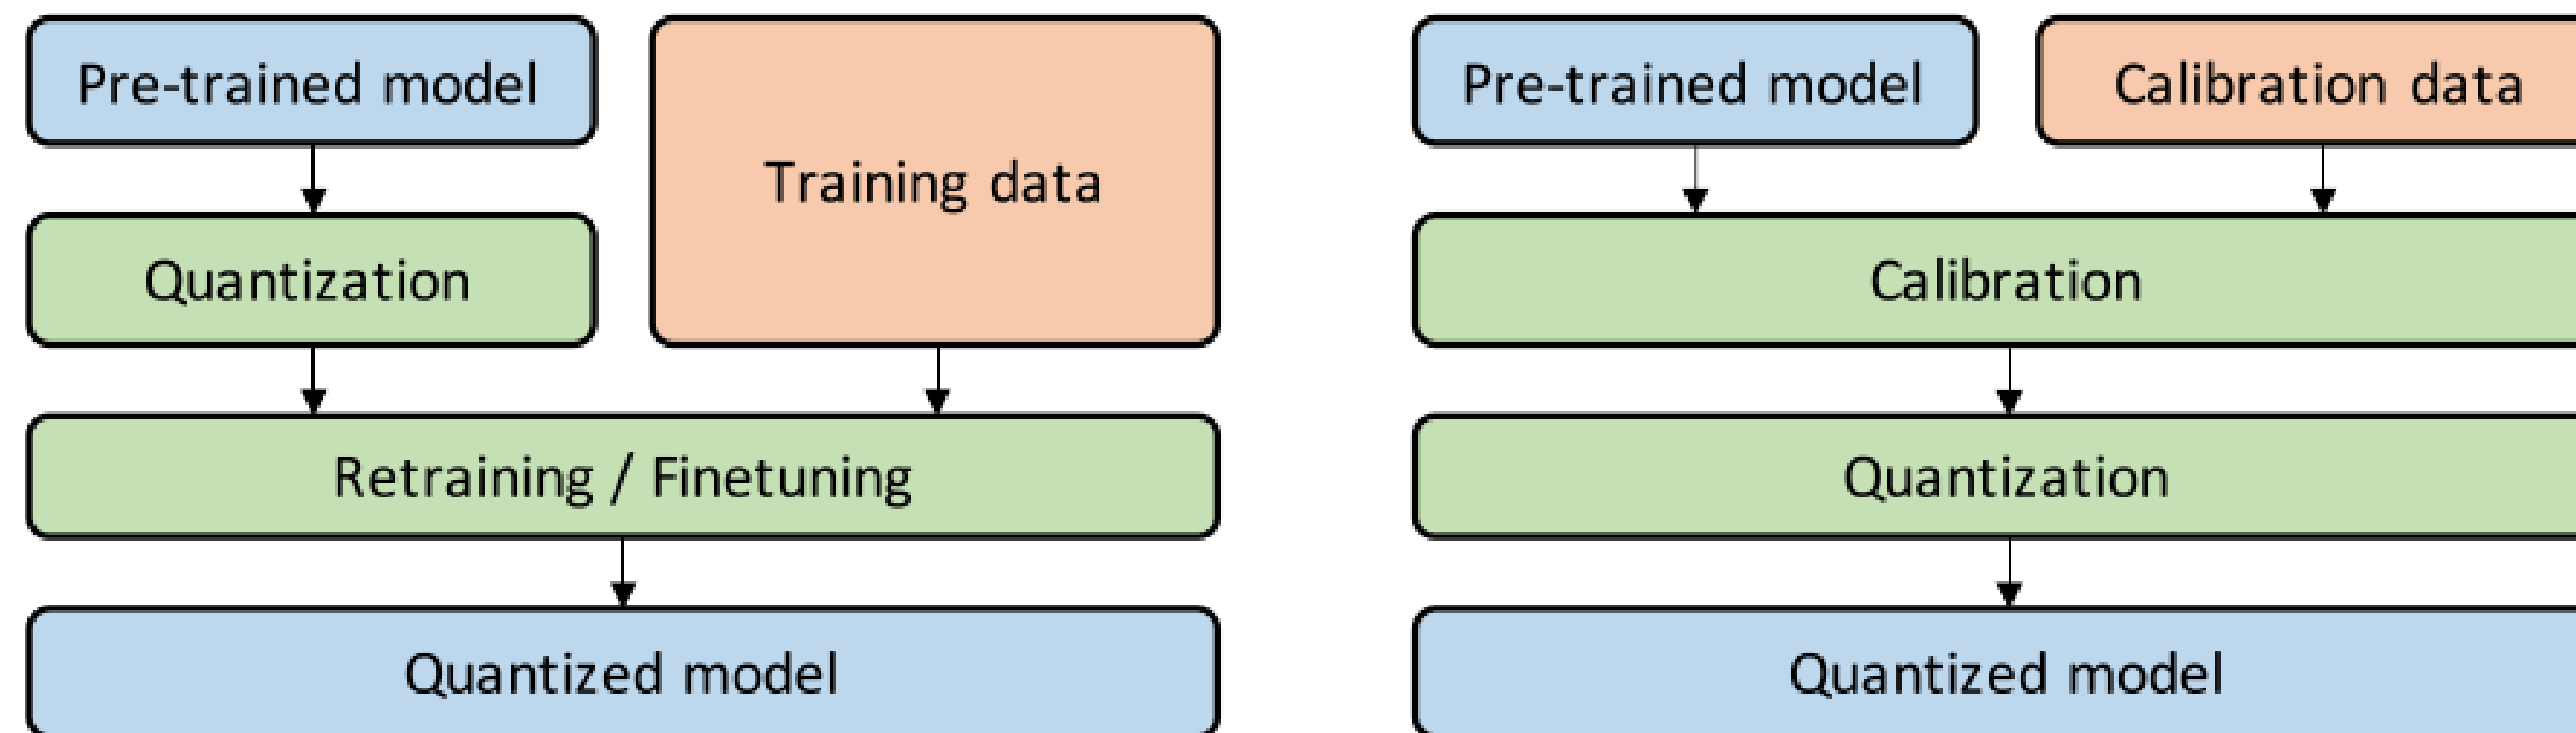 Pre-trained model
Training data
Quantization
Retraining / Finetuning
Quantized model
Pre-trained model
Calibration data
Calibration
Quantization
Quantized model